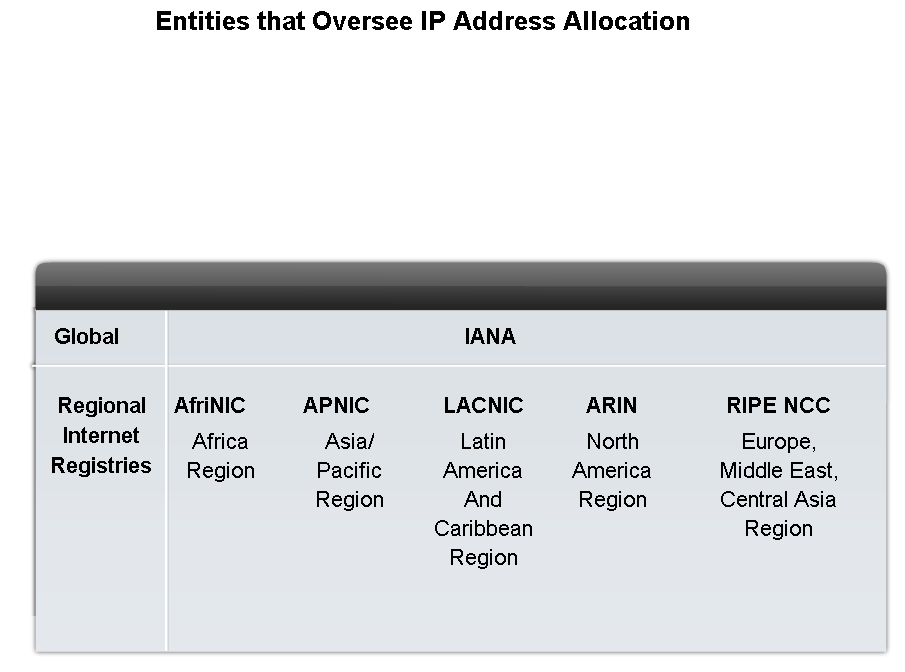 Entities that Oversee IP Address Allocation
Global
IANA
Regional
Internet
Registries
AfriNIC
Africa
Region
APNIC
Asia/
Pacific
Region
LACNIC
Latin
America
And
Caribbean
Region
ARIN
North
America
Region
RIPE NCC
Europe,
Middle East,
Central Asia
Region